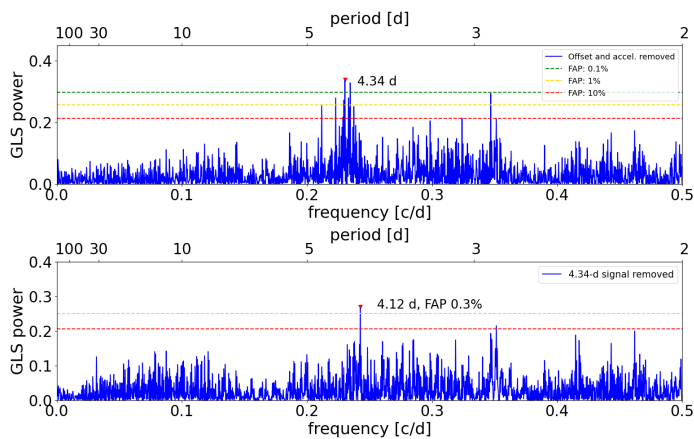 period [d]
100 30 10 5 3 2
GLS power
0.4
0.2
0.0
4.34 d
Offset and accel. removed
FAP: 0.1%
FAP: 1%
FAP: 10%
0.0 0.1 0.2 0.3 0.4 0.5
frequency [c/d]
period [d]
100 30 10 5 3 2
GLS power
0.4
0.3
0.2
0.1
0.0
4.12 d, FAP 0.3%
4.34-d signal removed
0.0 0.1 0.2 0.3 0.4 0.5
frequency [c/d]